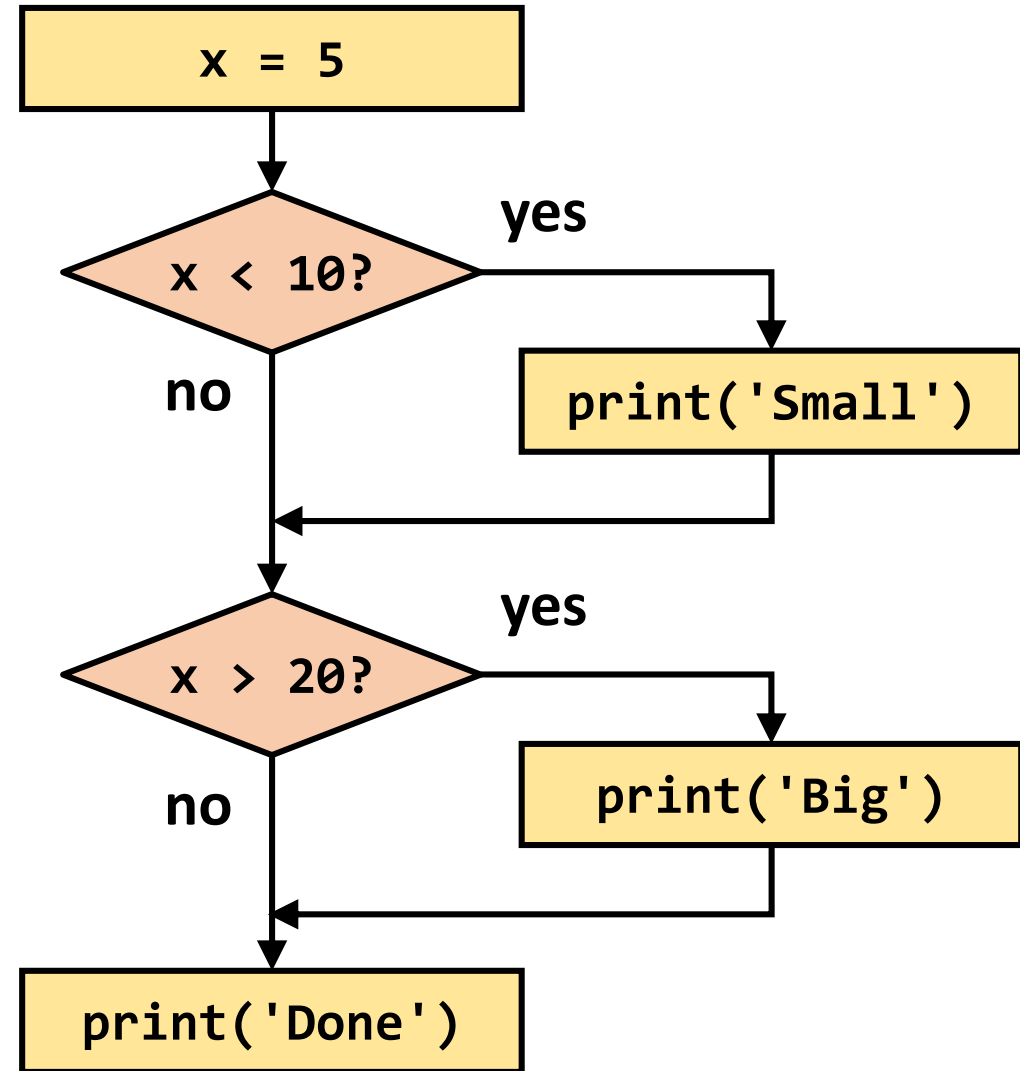 x = 5
yes
x < 10?
no
print('Small')
yes
x > 20?
no
print('Big')
print('Done')